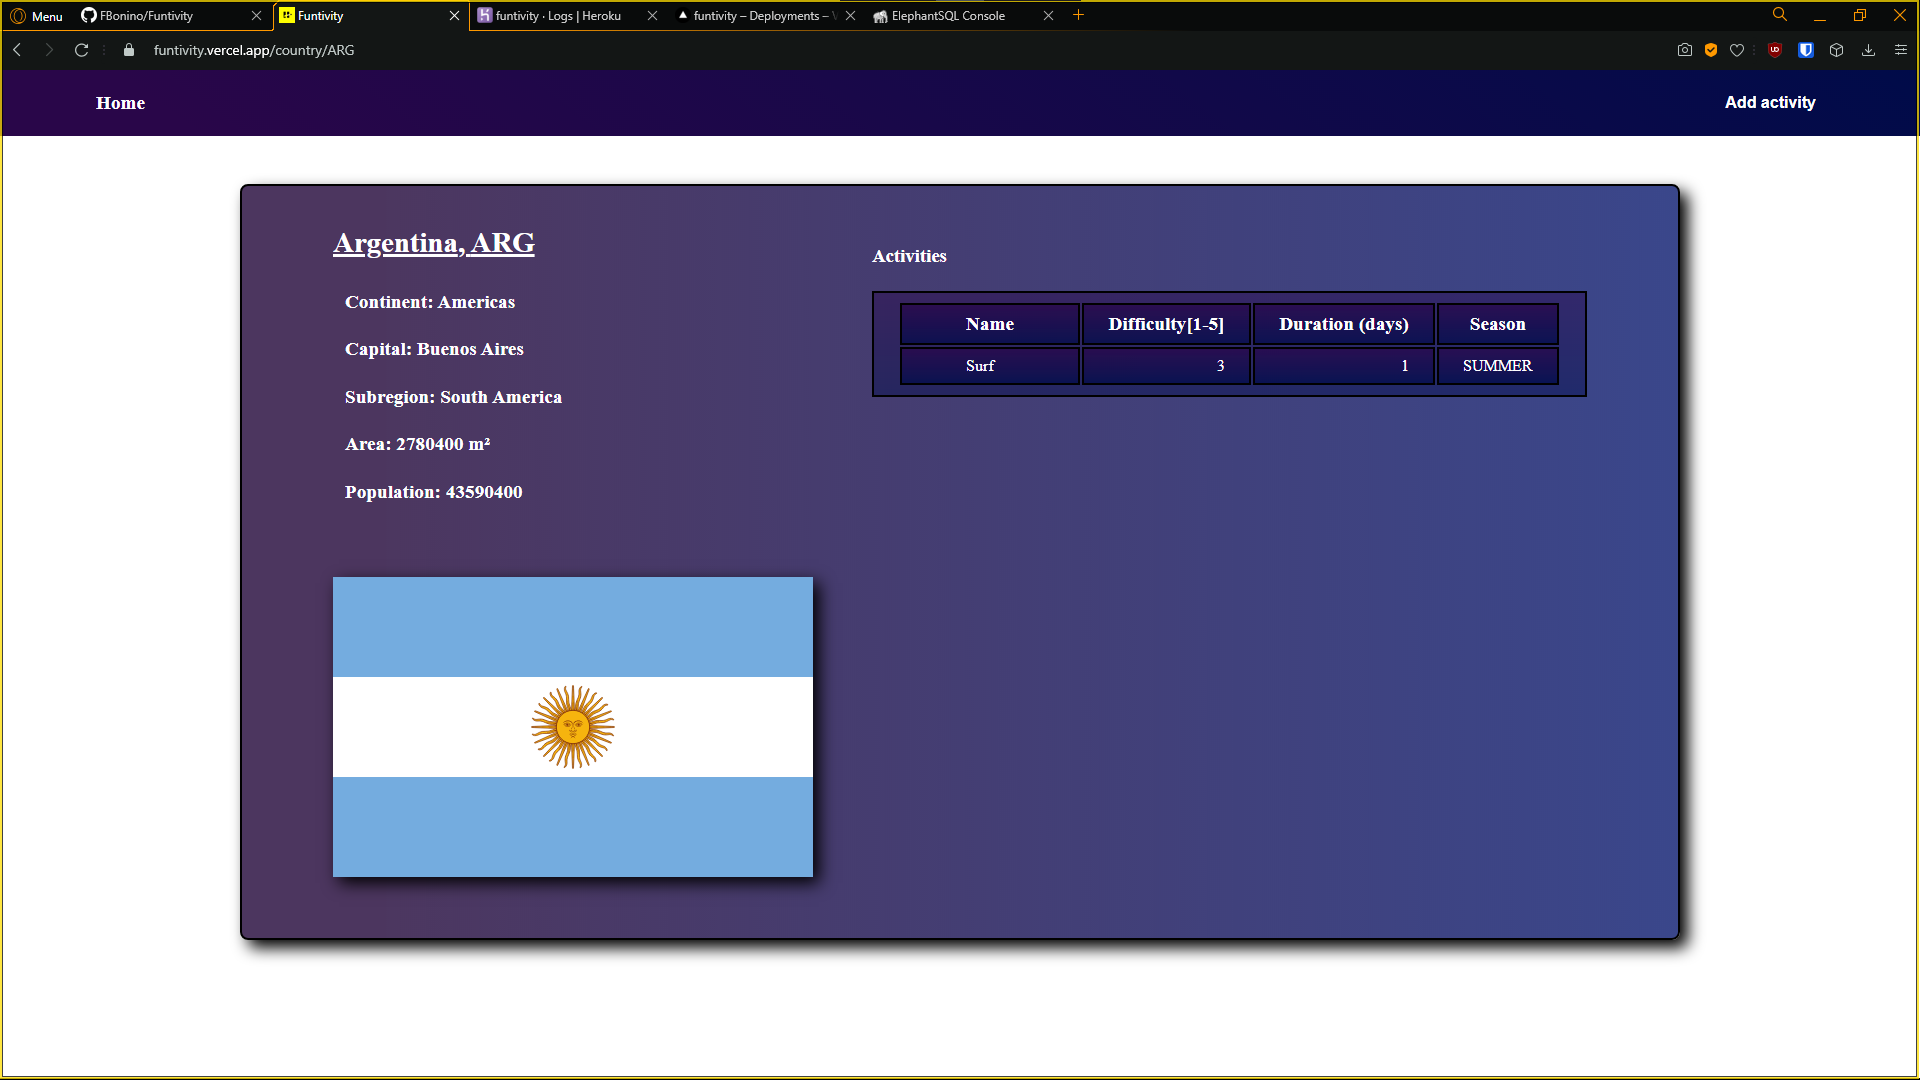 Menu
FBonino/Funtivity
Funtivity
funtivity · Logs | Heroku
funtivity – Deployments –
ElephantSQL Console
funtivity.vercel.app/country/ARG
Home
Add activity
Argentina, ARG
Continent: Americas
Capital: Buenos Aires
Subregion: South America
Area: 2780400 m²
Population: 43590400
Activities
Name Difficulty[1-5] Duration (days) Season
Surf 3 1 SUMMER